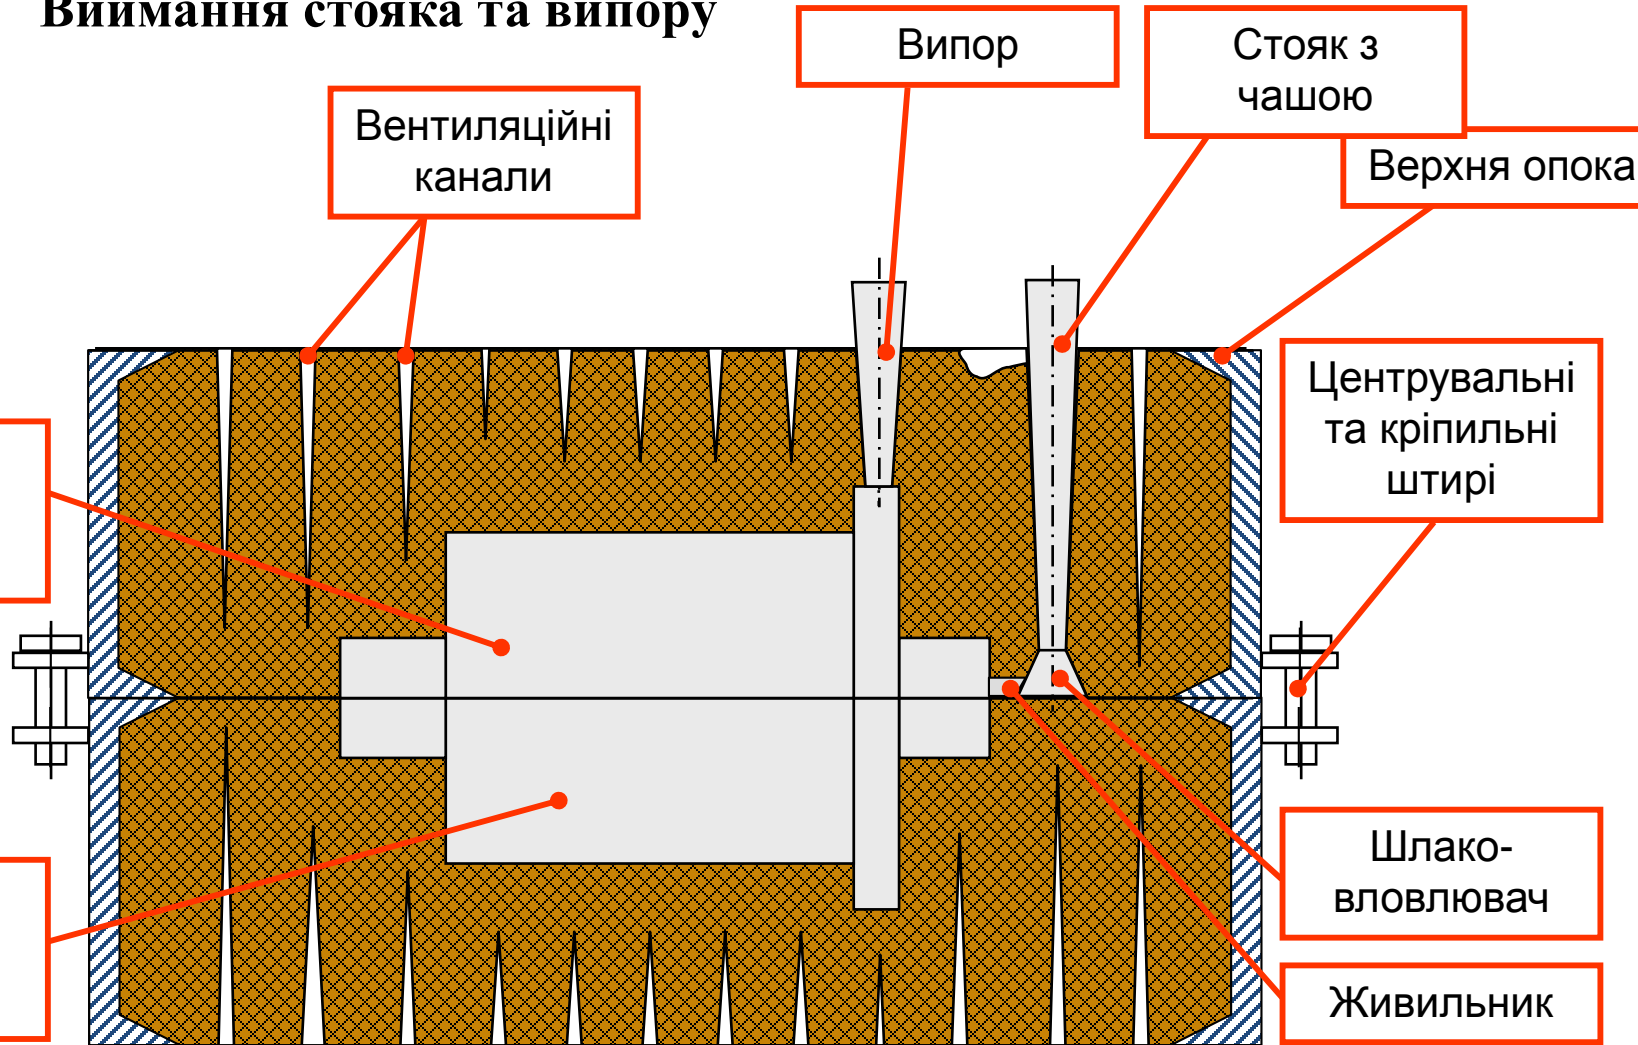 Виймання стояка та випору
Випор
Стояк з
чашою
Вентиляційні
канали
Верхня опока
Центрувальні
та кріпильні
штирі
Шлако-
вловлювач
Живильник